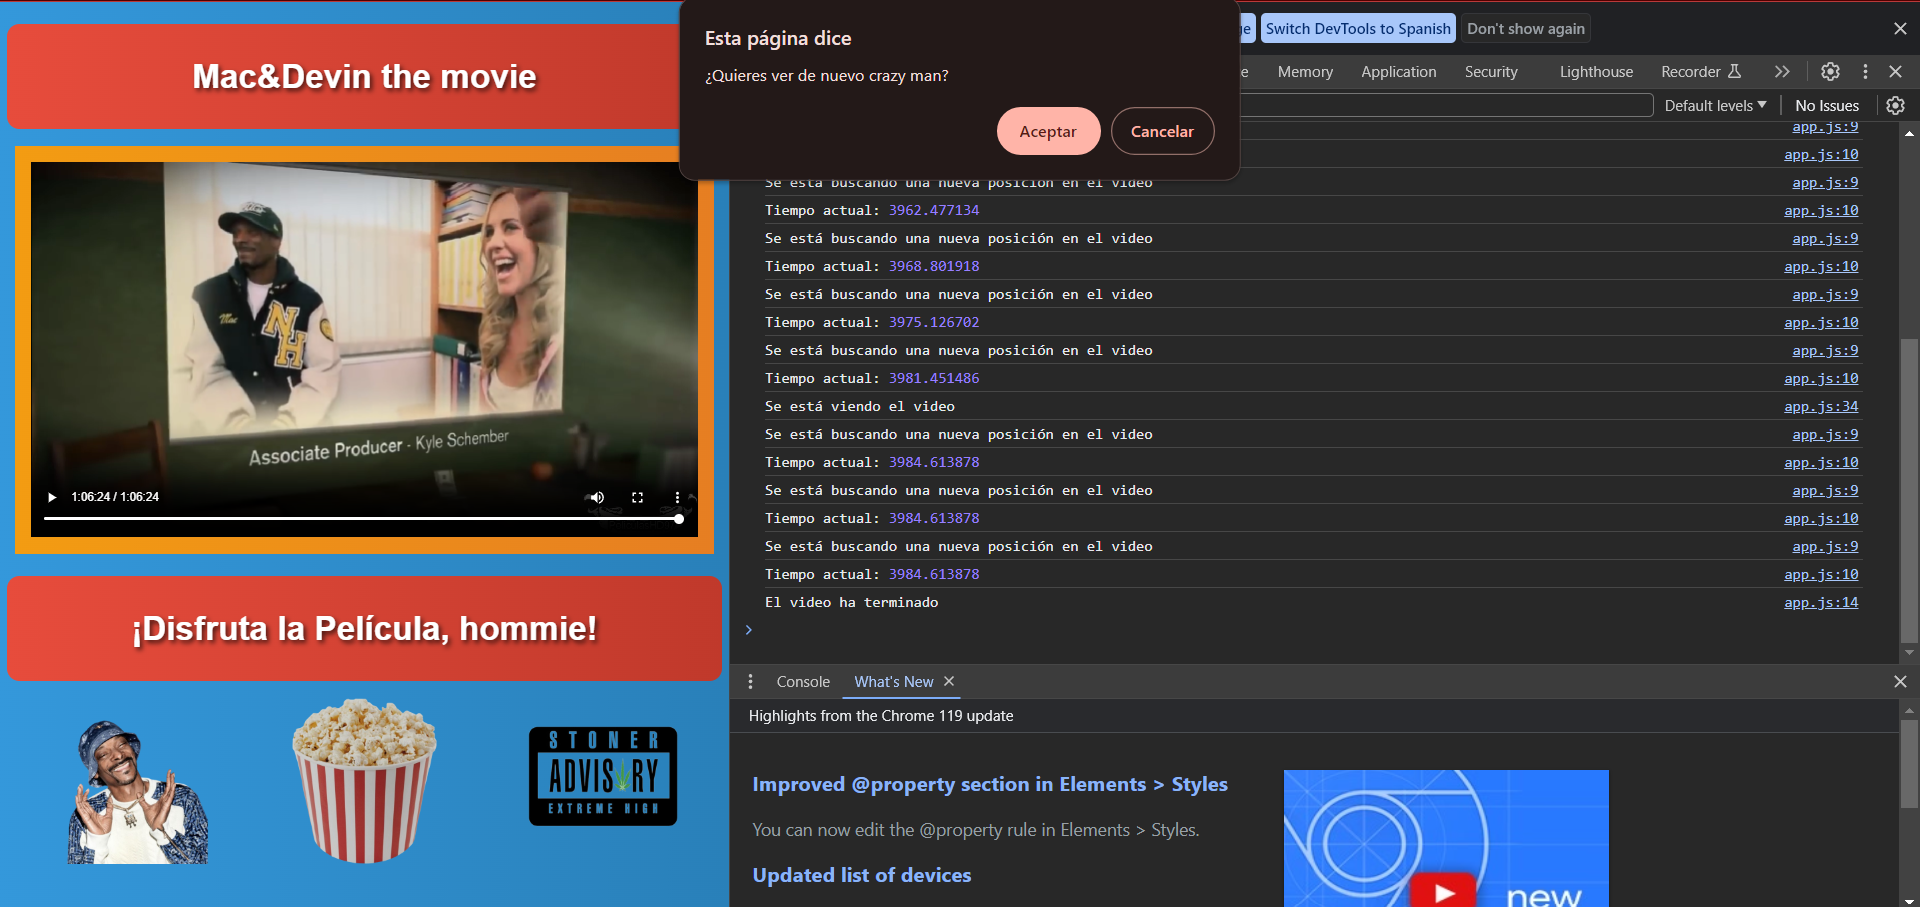 Mac&Devin the movie
Associate Producer - Kyle Schember
1:06:24 / 1:06:24
¡Disfruta la Película, hommie!
STONER
ADVISORY
EXTREME HIGH
Esta página dice
¿Quieres ver de nuevo crazy man?
Aceptar
Cancelar
Switch DevTools to Spanish
Don't show again
Memory
Application
Security
Lighthouse
Recorder
Default levels
No Issues
app.js:9
app.js:10
Se está buscando una nueva posición en el video app.js:9
Tiempo actual: 3962.477134 app.js:10
Se está buscando una nueva posición en el video app.js:9
Tiempo actual: 3968.801918 app.js:10
Se está buscando una nueva posición en el video app.js:9
Tiempo actual: 3975.126702 app.js:10
Se está buscando una nueva posición en el video app.js:9
Tiempo actual: 3981.451486 app.js:10
Se está viendo el video app.js:34
Se está buscando una nueva posición en el video app.js:9
Tiempo actual: 3984.613878 app.js:10
Se está buscando una nueva posición en el video app.js:9
Tiempo actual: 3984.613878 app.js:10
Se está buscando una nueva posición en el video app.js:9
Tiempo actual: 3984.613878 app.js:10
El video ha terminado app.js:14
Console
What's New
Highlights from the Chrome 119 update
Improved @property section in Elements > Styles
You can now edit the @property rule in Elements > Styles.
Updated list of devices
new